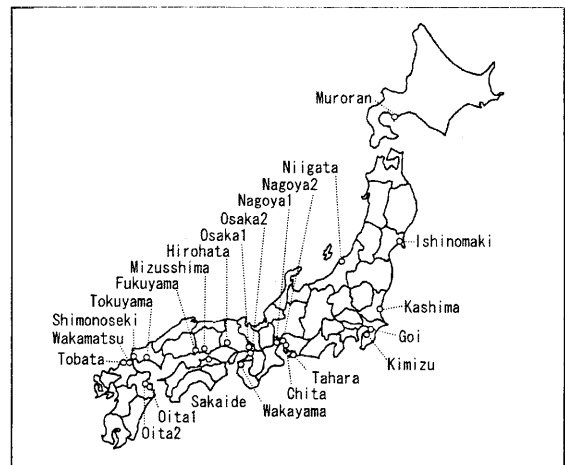 Muroran
Niigata
Nagoya2
Nagoya1
Osaka2
Osaka1
Hirohata
Mizusshima
Fukuyama
Tokuyama
Shimonoseki
Wakamatsu
Tobata
Ishinomaki
Kashima
Goi
Kimizu
Tahara
Chita
Wakayama
Sakaide
Oita1
Oita2